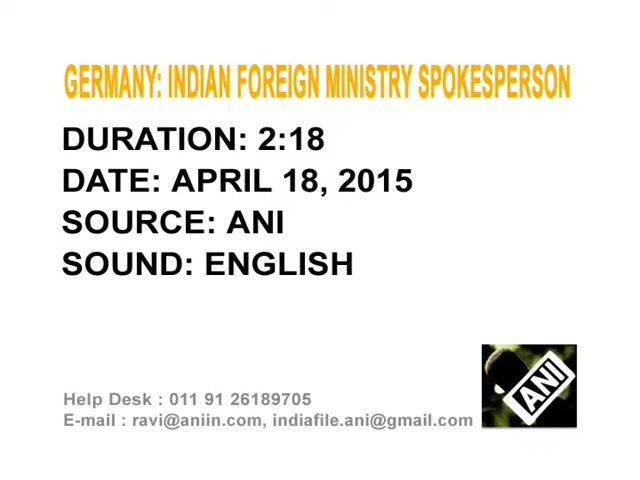 GERMANY: INDIAN FOREIGN MINISTRY SPOKESPERSON
DURATION: 2:18
DATE: APRIL 18, 2015
SOURCE: ANI
SOUND: ENGLISH
Help Desk : 011 91 26189705
E-mail : ravi@aniin.com, indiafile.ani@gmail.com
ANI